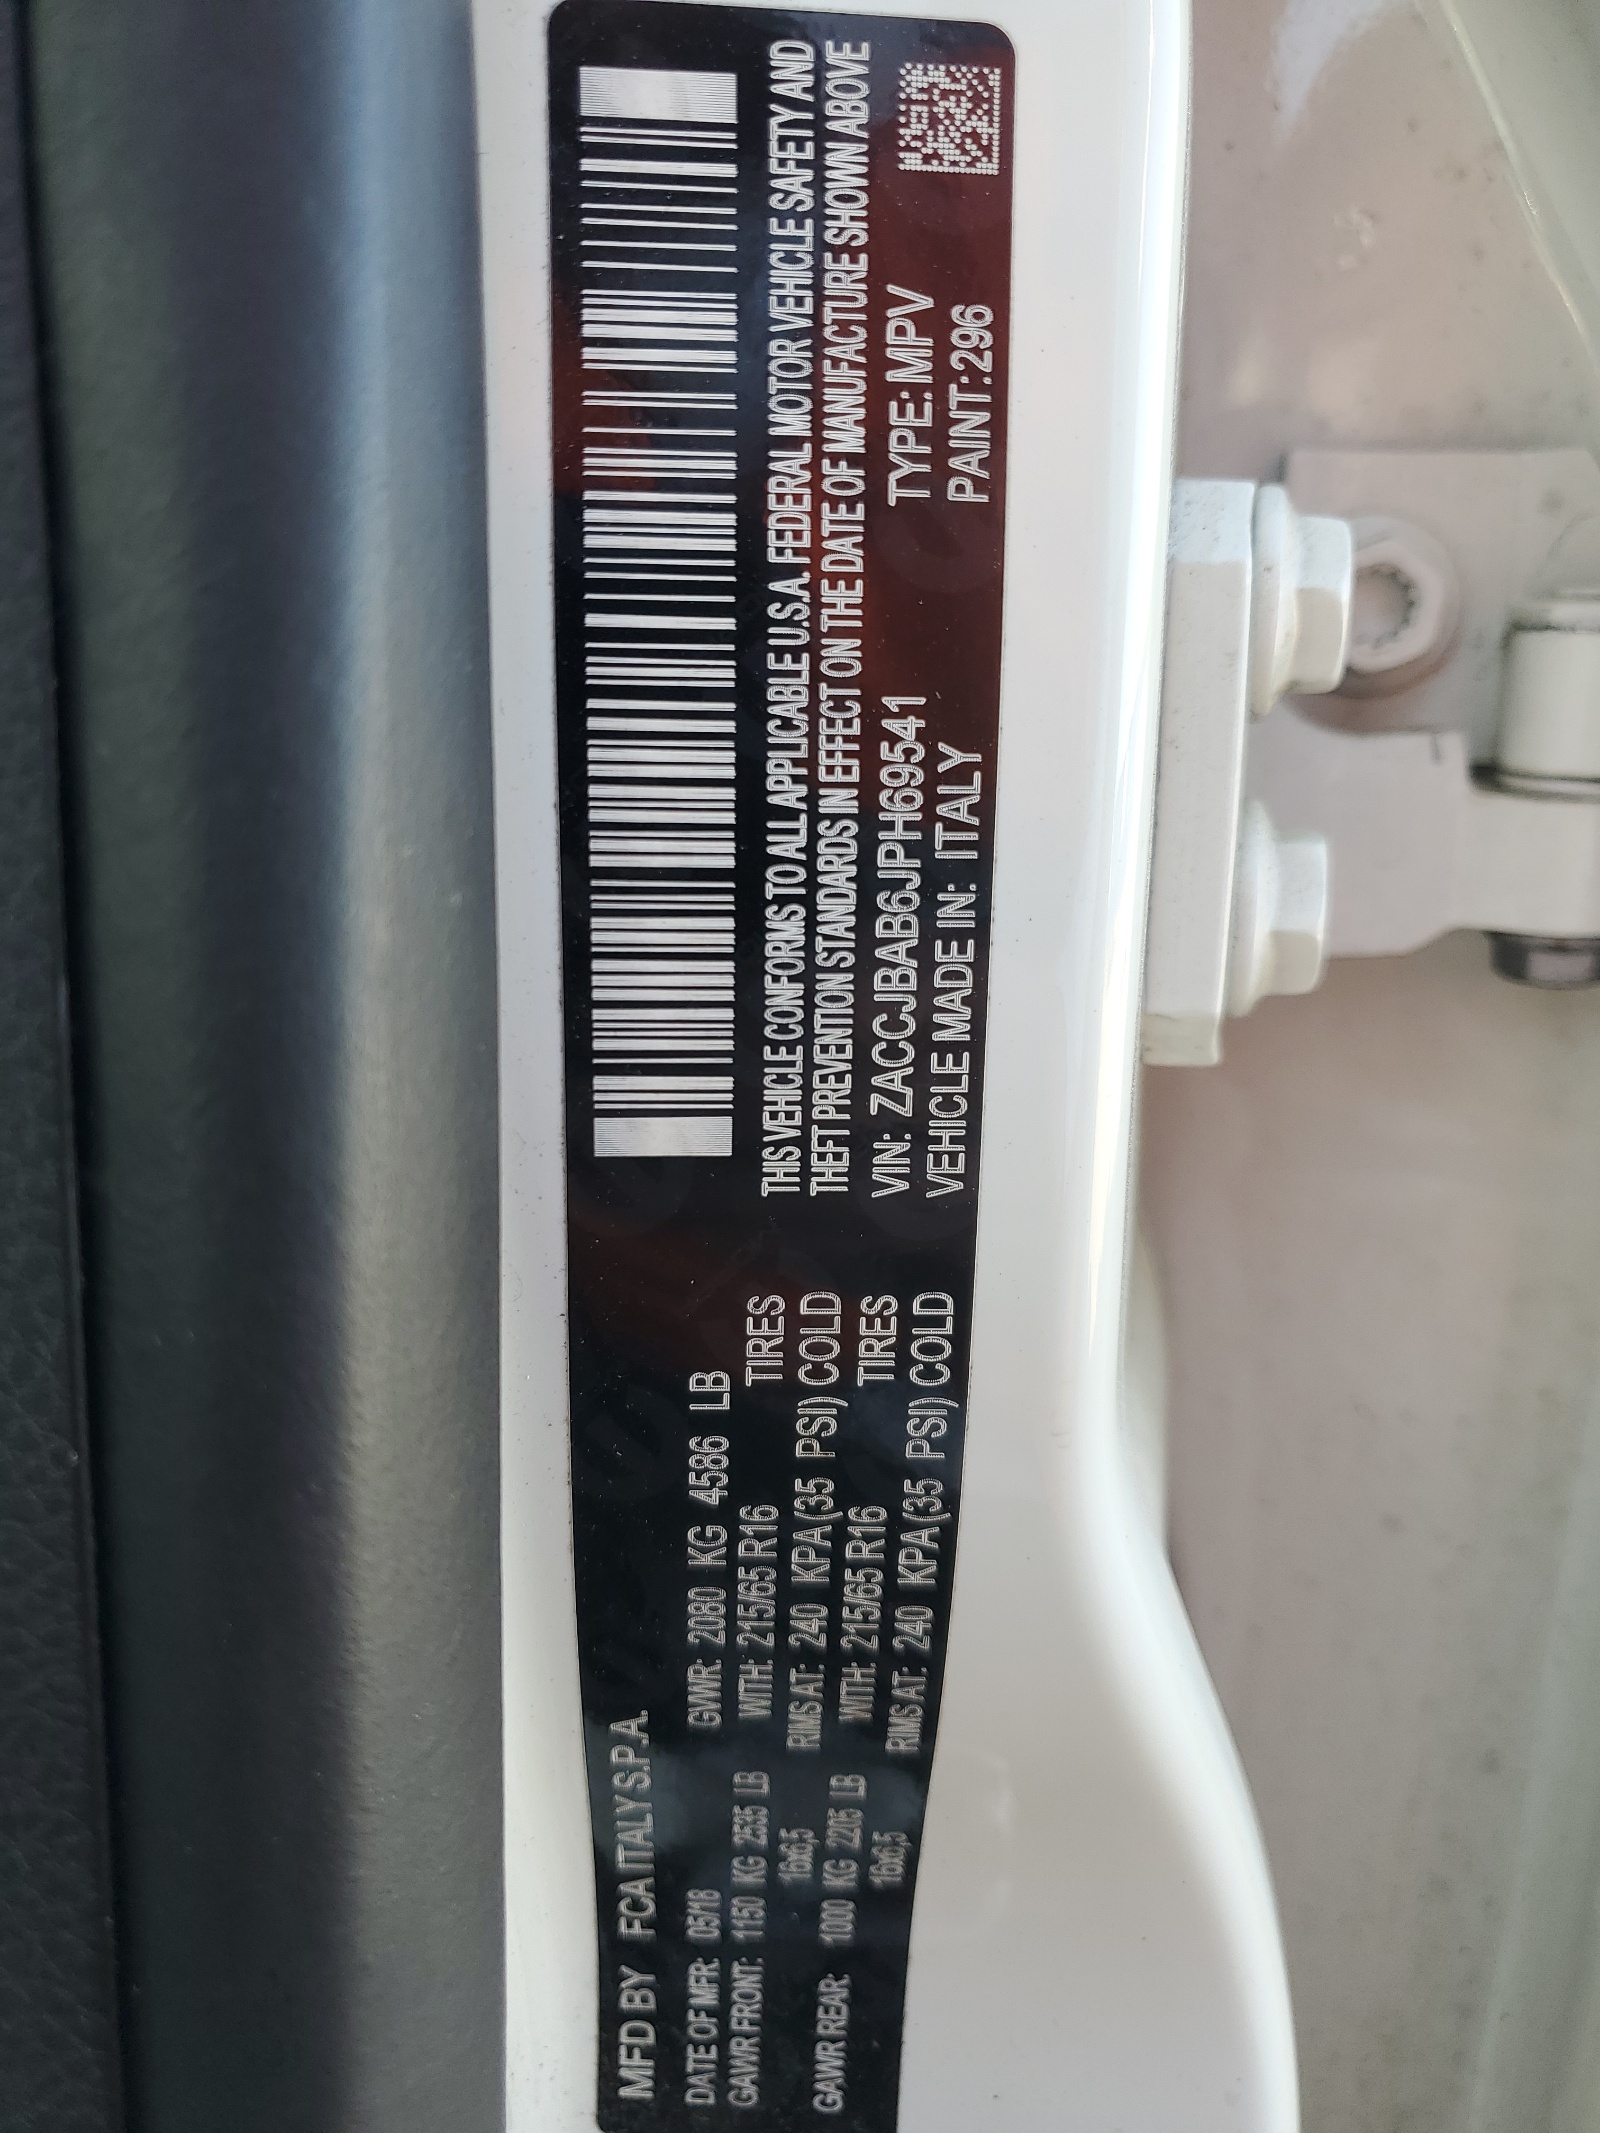 MFD BY FCA ITALY S.P.A.
DATE OF MFR: 05/18 GVWR: 2080 KG 4586 LB
GAWR FRONT: 1150 KG 2535 LB WITH: 215/65 R16 TIRES
16x6,5 RIMS AT: 240 KPA (35 PSI) COLD
GAWR REAR: 1000 KG 2205 LB WITH: 215/65 R16 TIRES
16x6,5 RIMS AT: 240 KPA (35 PSI) COLD
THIS VEHICLE CONFORMS TO ALL APPLICABLE U.S.A. FEDERAL MOTOR VEHICLE SAFETY AND
THEFT PREVENTION STANDARDS IN EFFECT ON THE DATE OF MANUFACTURE SHOWN ABOVE
VIN: ZACCJBAB6JPH69541 TYPE: MPV
VEHICLE MADE IN: ITALY PAINT: 296